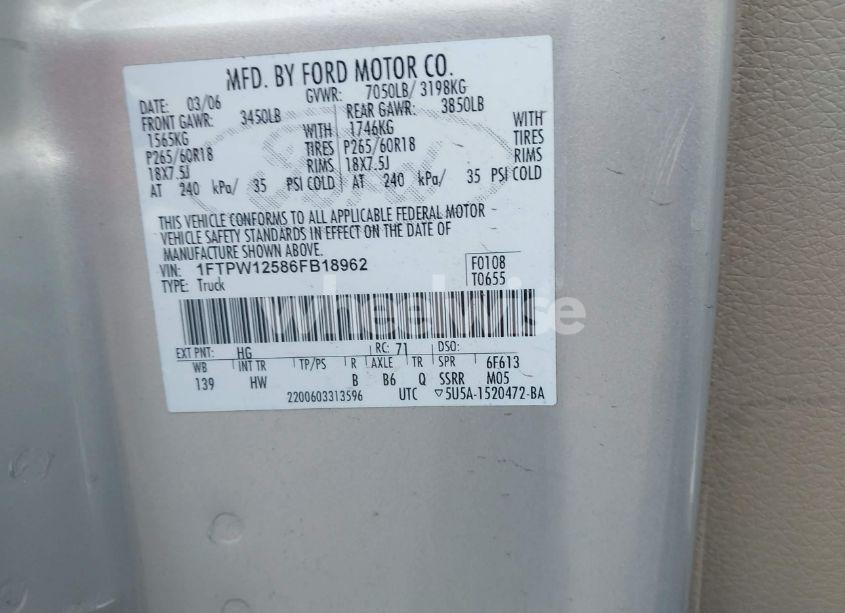 MFD. BY FORD MOTOR CO.
DATE: 03/06 GVWR: 7050LB/ 3198KG
FRONT GAWR: 3450LB REAR GAWR: 3850LB
1565KG WITH 1746KG WITH
P265/60R18 TIRES P265/60R18 TIRES
18X7.5J RIMS 18X7.5J RIMS
AT 240 kPa/ 35 PSI COLD AT 240 kPa/ 35 PSI COLD
THIS VEHICLE CONFORMS TO ALL APPLICABLE FEDERAL MOTOR
VEHICLE SAFETY STANDARDS IN EFFECT ON THE DATE OF
MANUFACTURE SHOWN ABOVE.
VIN: 1FTPW12586FB18962 F0108
TYPE: Truck T0655
wheelwise
EXT PNT: HG RC: 71 DSO:
WB INT TR TP/PS R AXLE TR SPR 6F613
139 HW B B6 Q SSRR M05
2200603313596 UTC ▽5U5A-1520472-BA